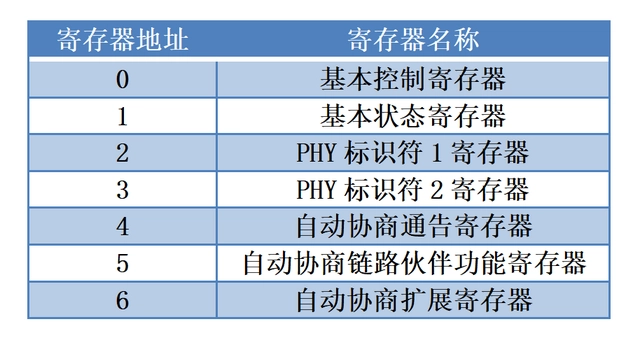 寄存器地址 寄存器名称
0 基本控制寄存器
1 基本状态寄存器
2 PHY 标识符 1 寄存器
3 PHY 标识符 2 寄存器
4 自动协商通告寄存器
5 自动协商链路伙伴功能寄存器
6 自动协商扩展寄存器